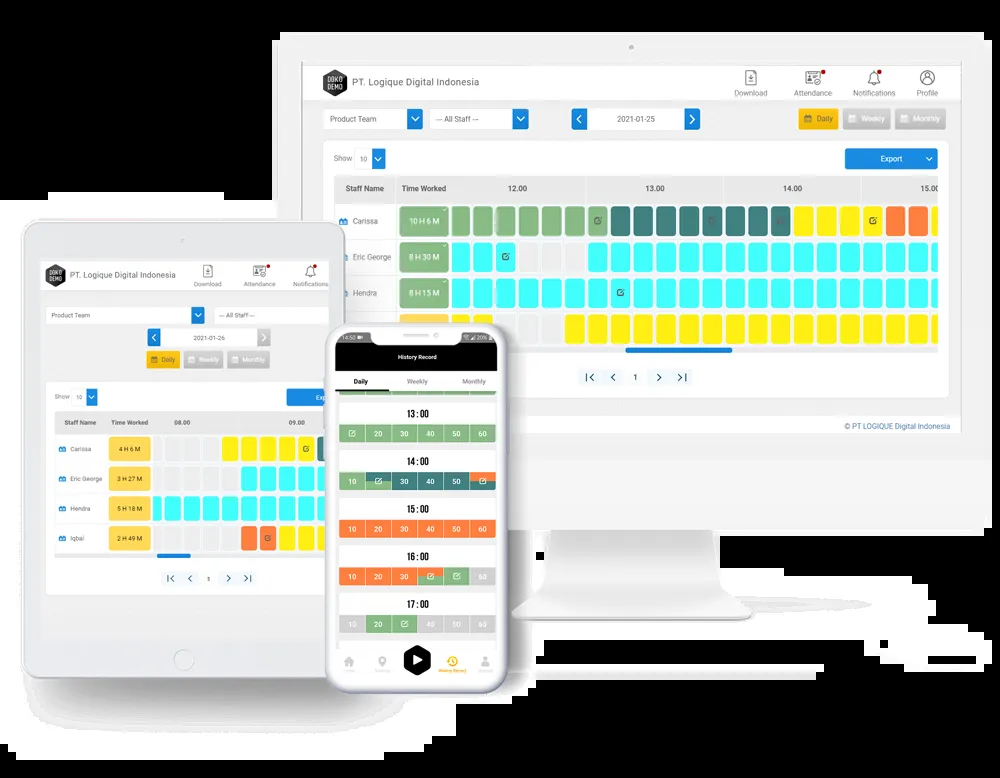 DOKO DEMO
PT. Logique Digital Indonesia
Download
Attendance
Notifications
Profile
Product Team
--- All Staff ---
2021-01-25
Daily
Weekly
Monthly
Show 10
Export
Staff Name Time Worked 12.00 13.00 14.00 15.00
Carissa 10 H 6 M
Eric George 8 H 30 M
Hendra 8 H 15 M
1
© PT LOGIQUE Digital Indonesia
DOKO DEMO
PT. Logique Digital Indonesia
Download
Attendance
Notifications
Product Team
--- All Staff ---
2021-01-26
Daily
Weekly
Monthly
Show 10
Exp
Staff Name Time Worked 08.00 09.00
Carissa 4 H 6 M
Eric George 3 H 27 M
Hendra 5 H 18 M
Iqbal 2 H 49 M
1
14:50 20%
History Record
Daily Weekly Monthly
13:00
20 30 40 50 60
14:00
10 30 40 50
15:00
10 20 30 40 50 60
16:00
10 20 30 60
17:00
10 20 40 50 60
History Record